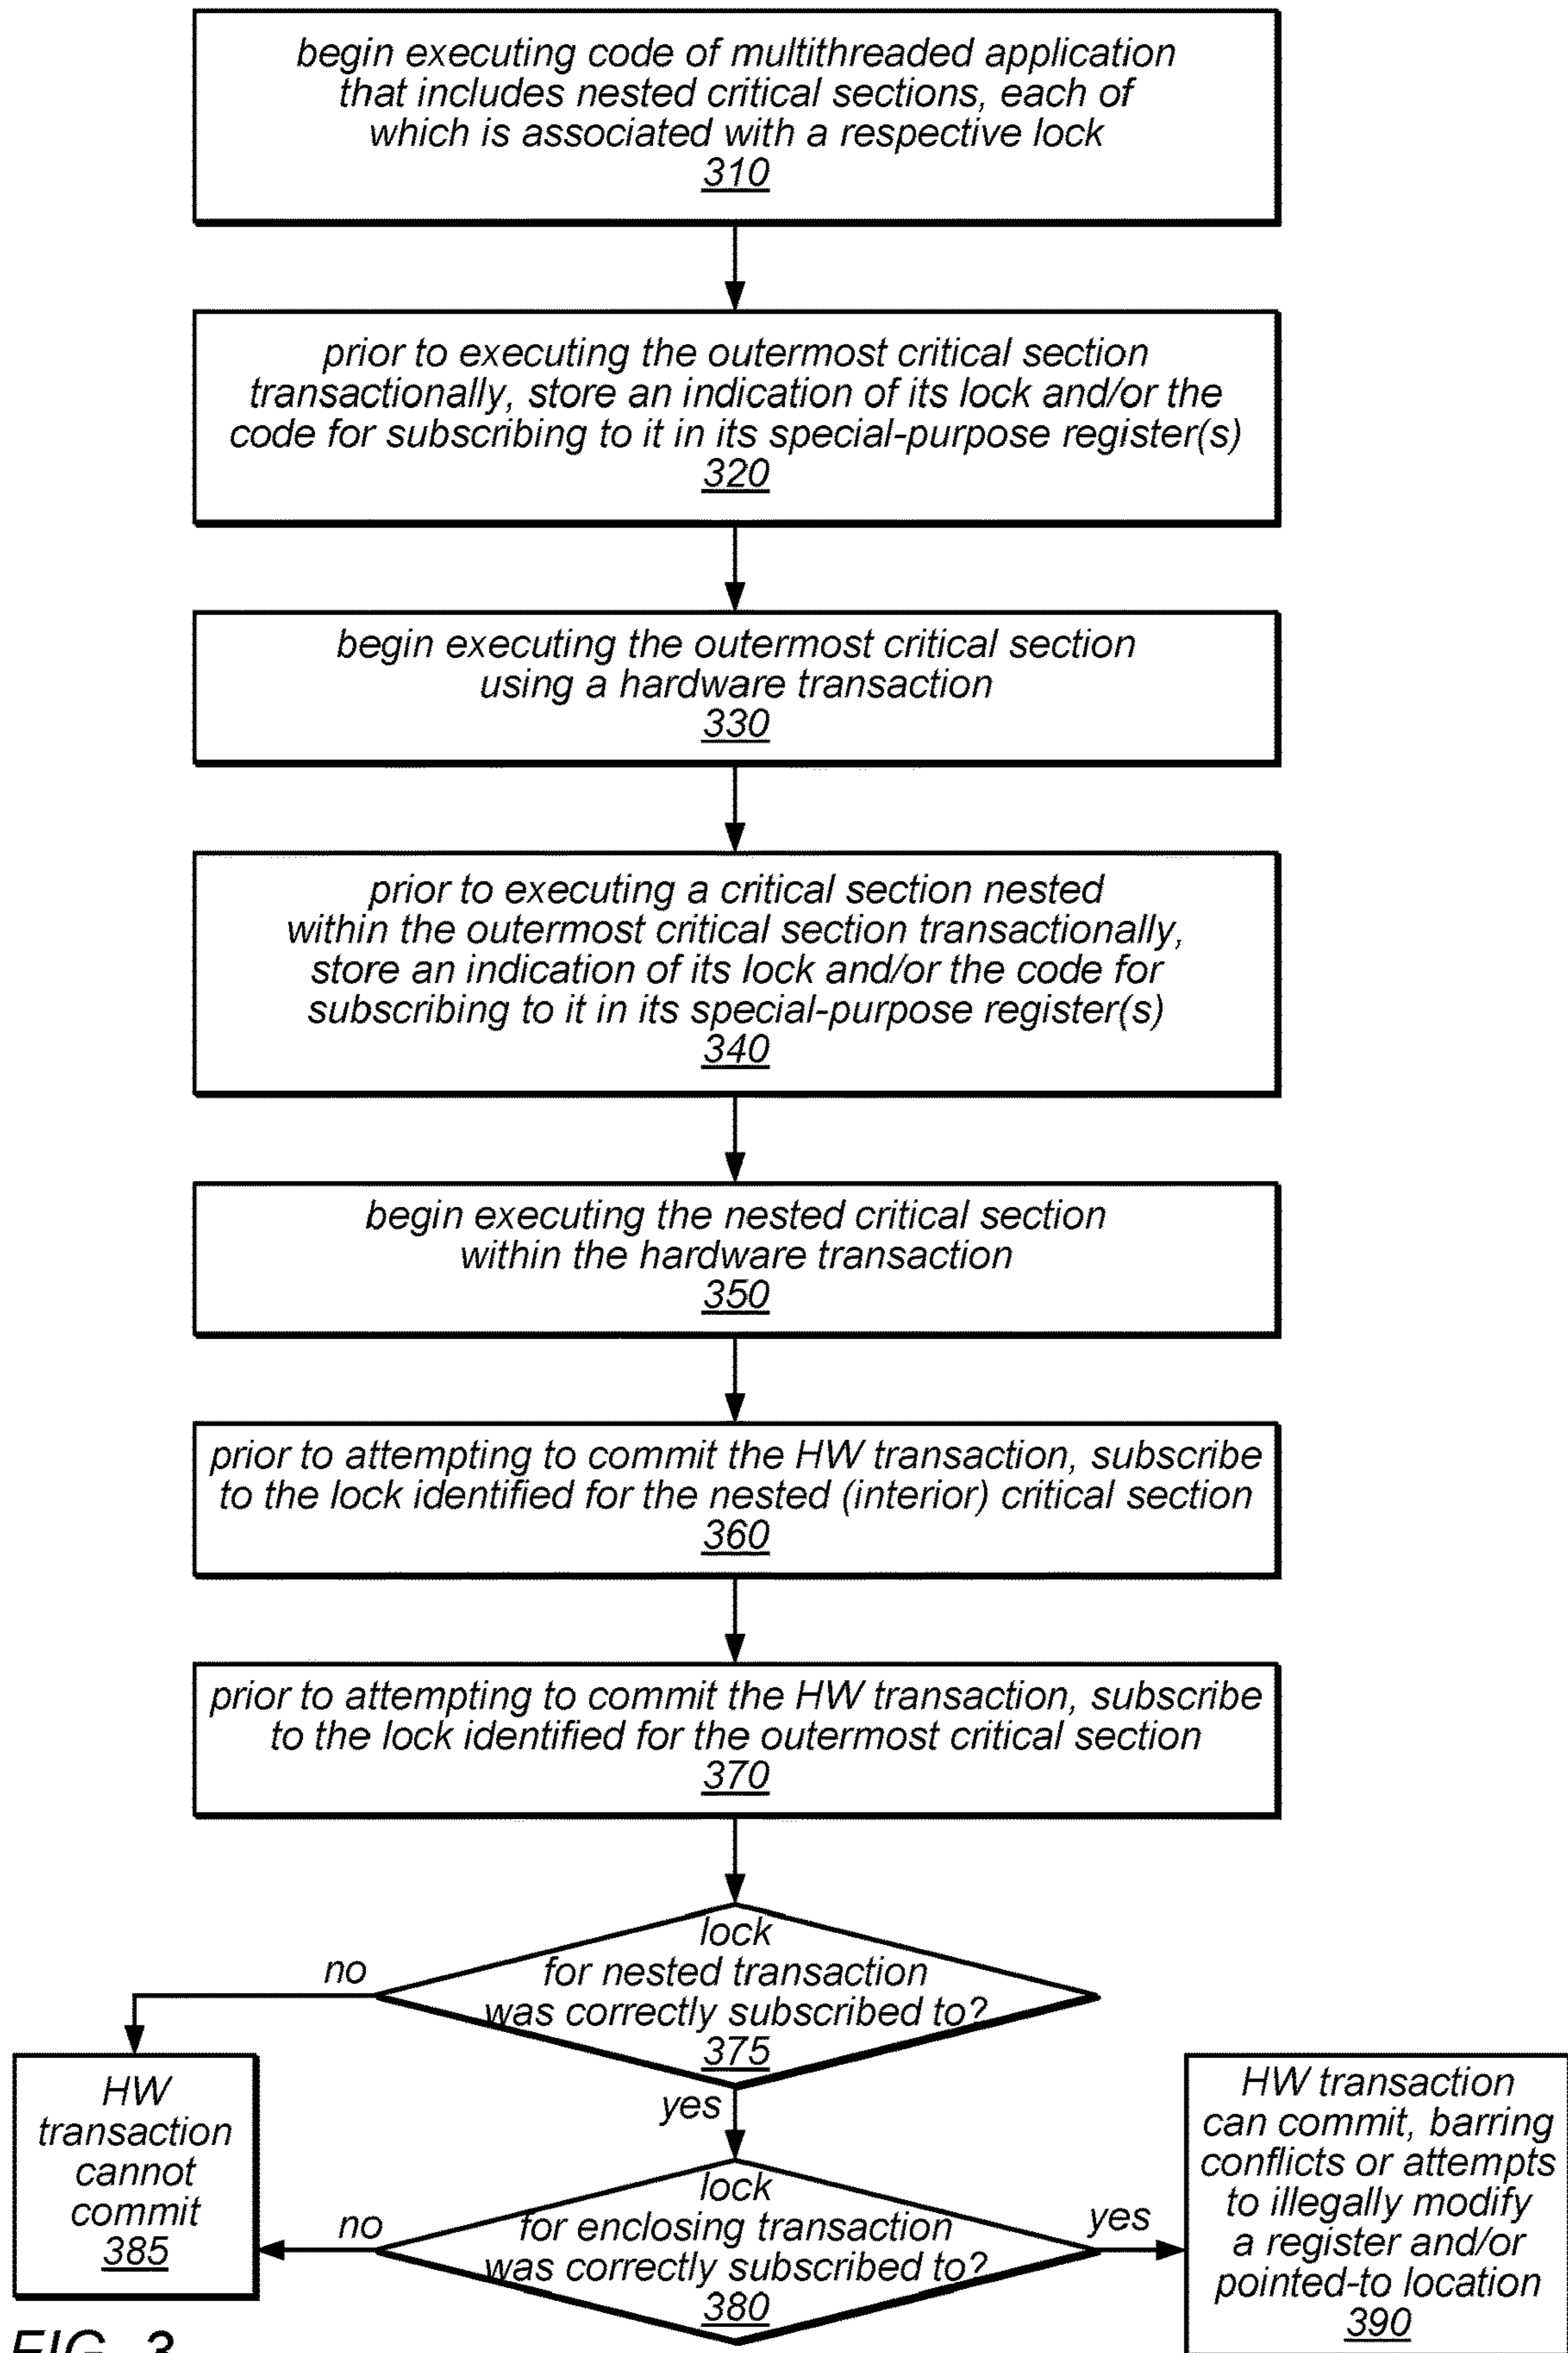 begin executing code of multithreaded application
that includes nested critical sections, each of
which is associated with a respective lock
310
prior to executing the outermost critical section
transactionally, store an indication of its lock and/or the
code for subscribing to it in its special-purpose register(s)
320
begin executing the outermost critical section
using a hardware transaction
330
prior to executing a critical section nested
within the outermost critical section transactionally,
store an indication of its lock and/or the code for
subscribing to it in its special-purpose register(s)
340
begin executing the nested critical section
within the hardware transaction
350
prior to attempting to commit the HW transaction, subscribe
to the lock identified for the nested (interior) critical section
360
prior to attempting to commit the HW transaction, subscribe
to the lock identified for the outermost critical section
370
lock
for nested transaction
was correctly subscribed to?
375
no
yes
HW
transaction
cannot
commit
385
lock
for enclosing transaction
was correctly subscribed to?
380
no
yes
HW transaction
can commit, barring
conflicts or attempts
to illegally modify
a register and/or
pointed-to location
390
FIG. 3